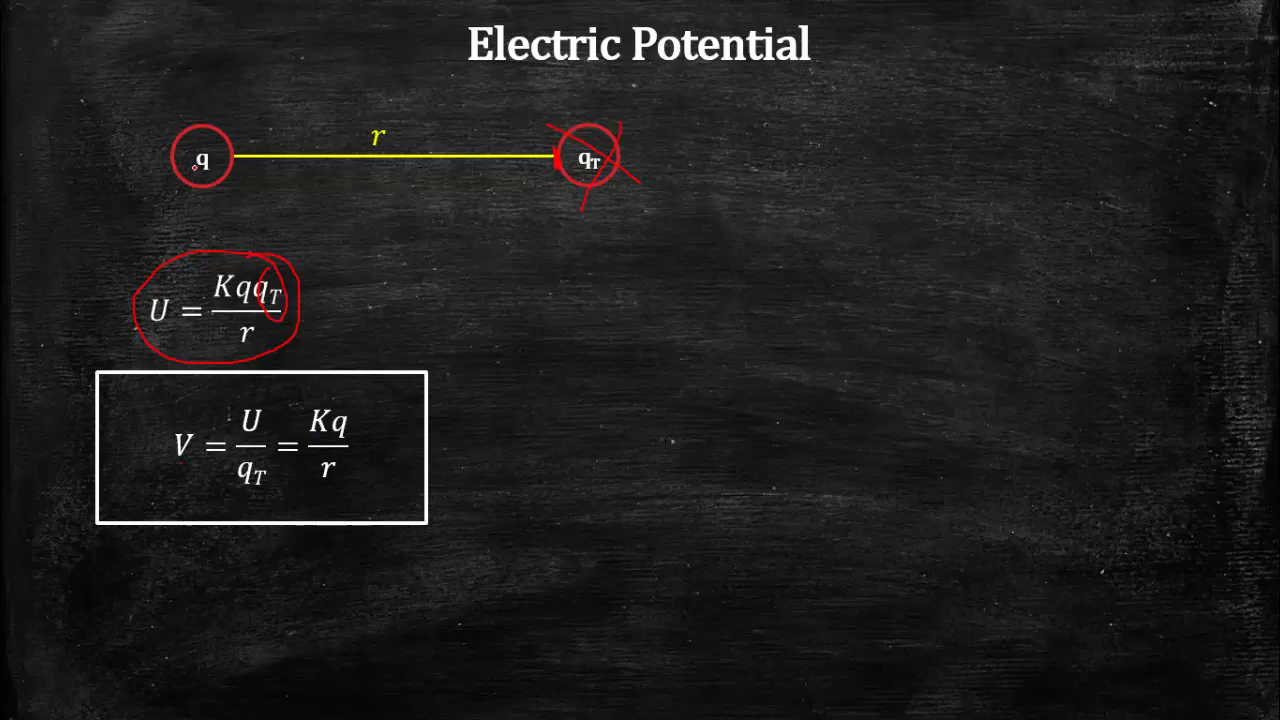 Electric Potential
r
q
qT
U = Kqq_T / r
V = U / q_T = Kq / r